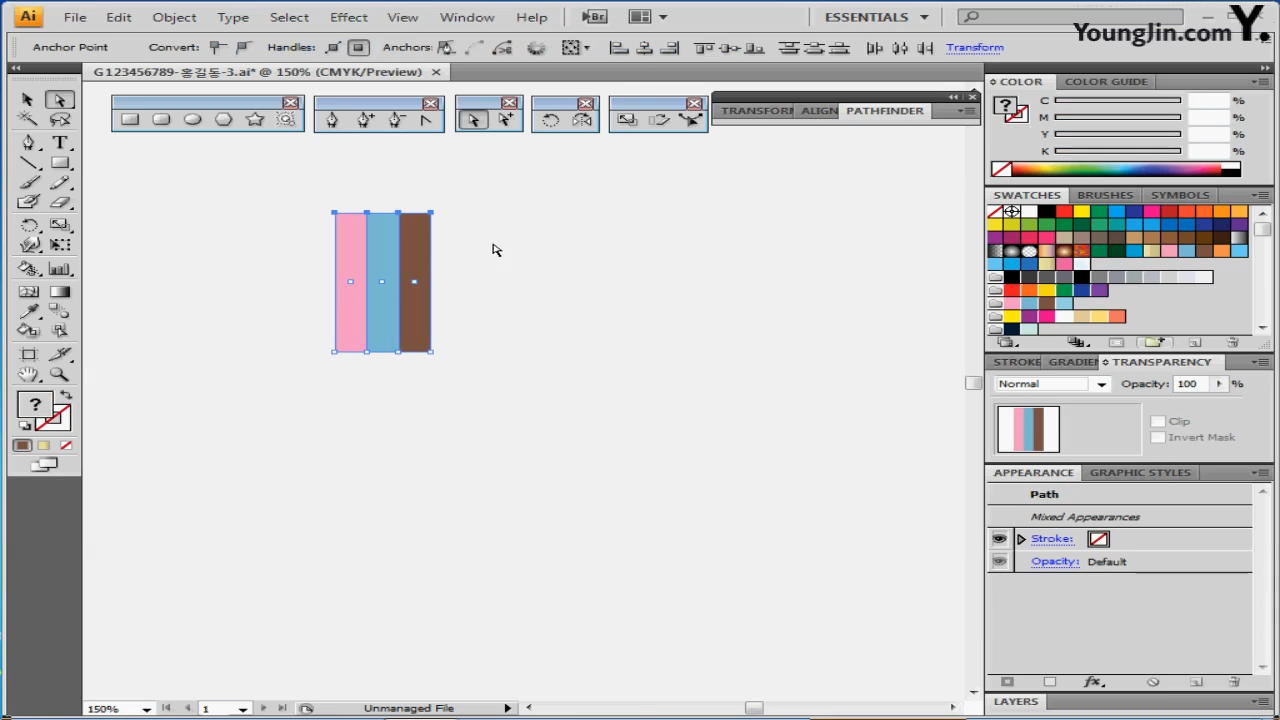 Ai File Edit Object Type Select Effect View Window Help Br ESSENTIALS
YoungJin.com Y.
Anchor Point Convert: Handles: Anchors: Transform
G123456789-홍길동-3.ai* @ 150% (CMYK/Preview)
COLOR COLOR GUIDE
TRANSFORM ALIGN PATHFINDER
C %
M %
Y %
K %
SWATCHES BRUSHES SYMBOLS
STROKE GRADIEN TRANSPARENCY
Normal Opacity: 100 %
Clip
Invert Mask
APPEARANCE GRAPHIC STYLES
Path
Mixed Appearances
Stroke:
Opacity: Default
fx
LAYERS
150% 1 Unmanaged File